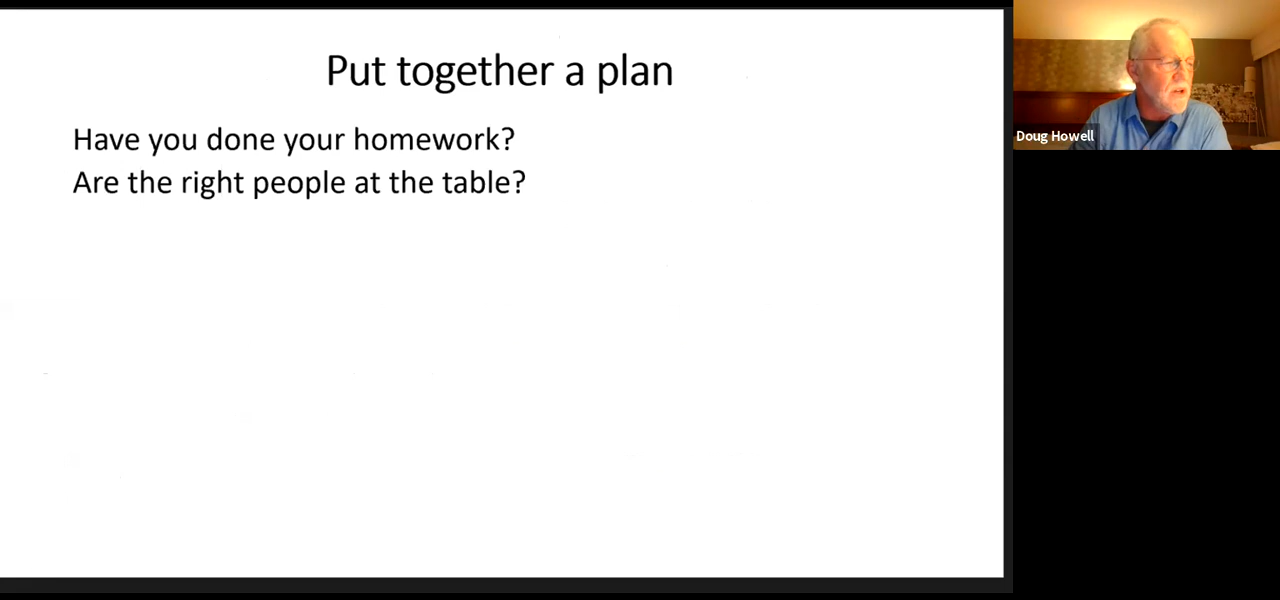 Put together a plan
Have you done your homework?
Are the right people at the table?
Doug Howell